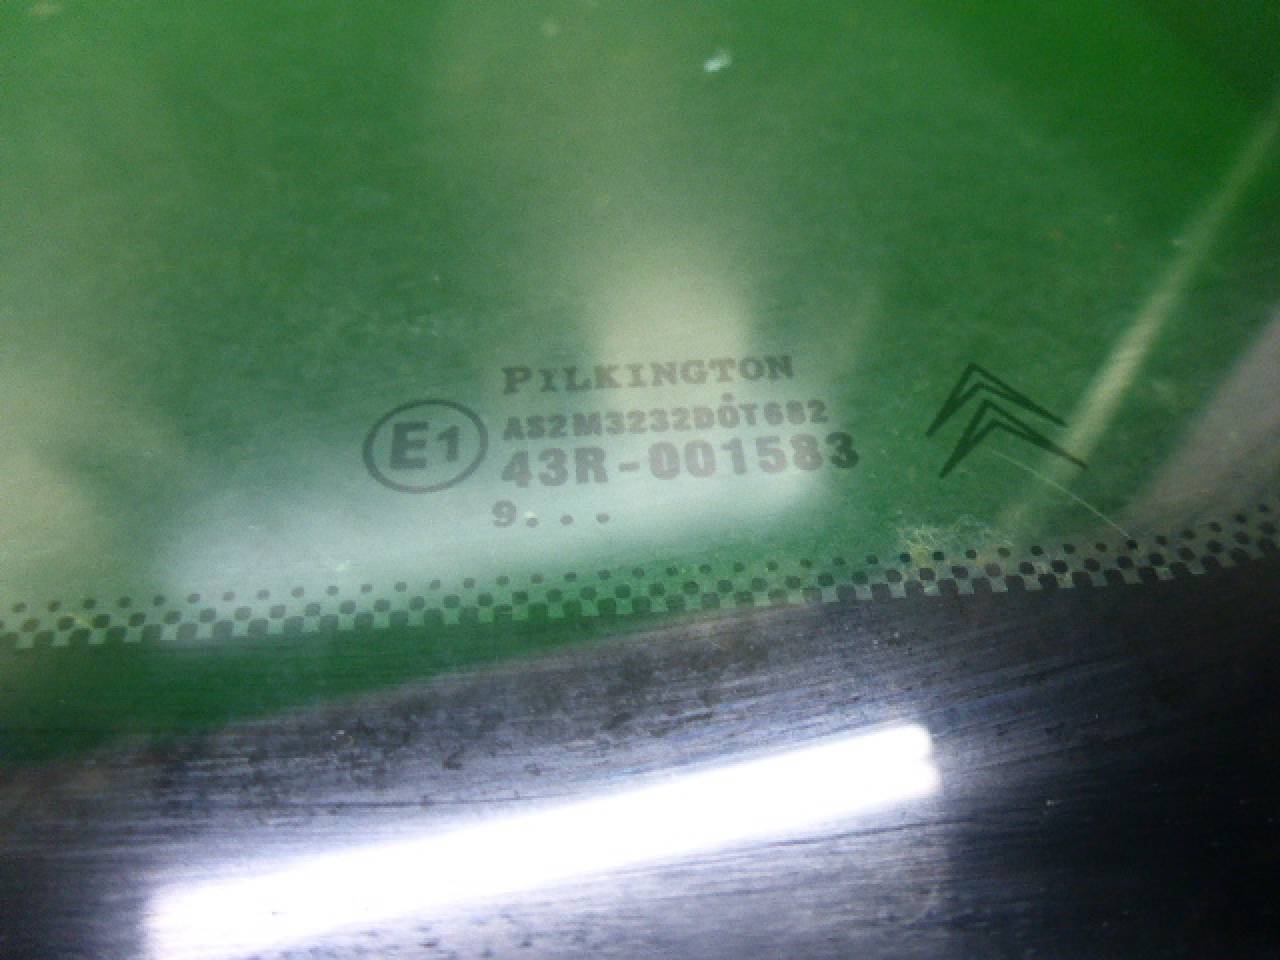 PILKINGTON
E1
AS2M3232DOT682
43R-001583
9...